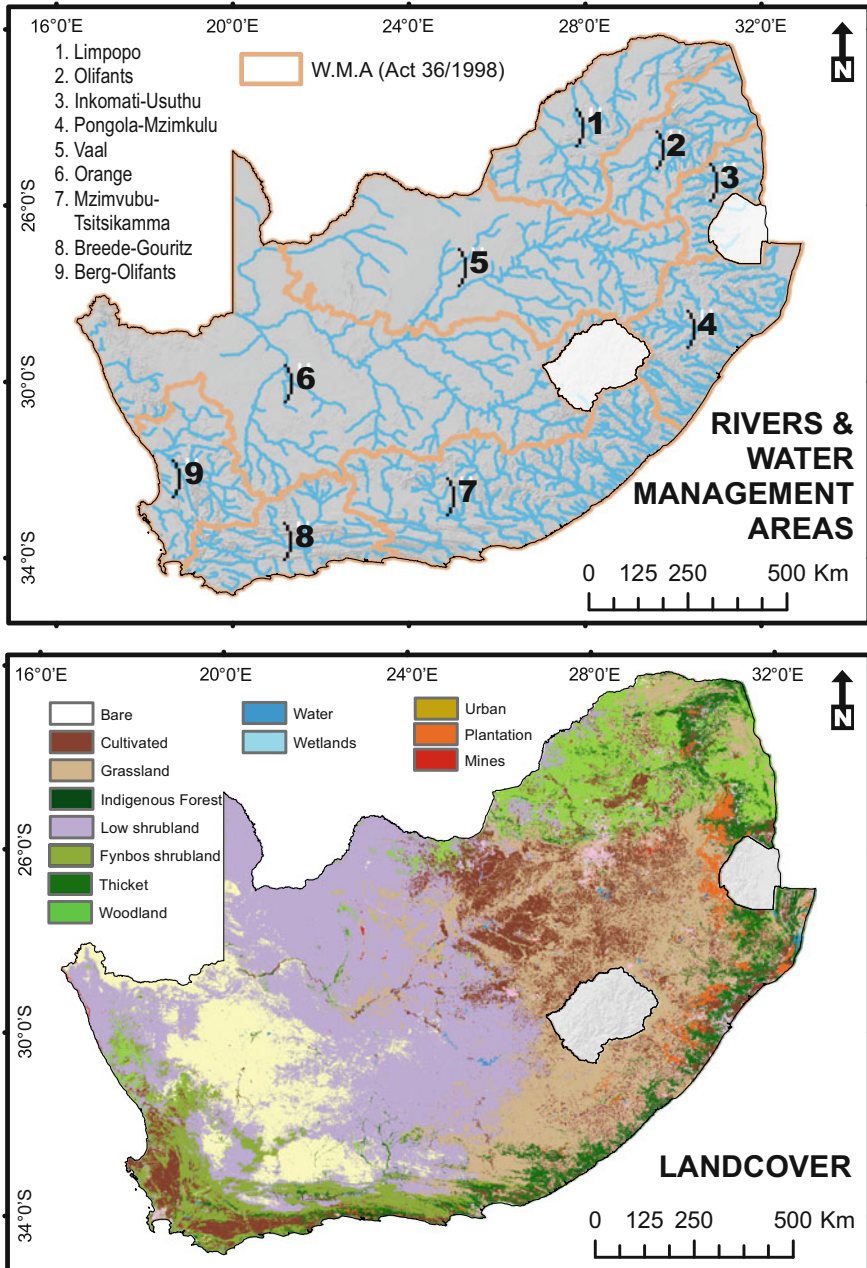 16°0'E 20°0'E 24°0'E 28°0'E 32°0'E
1. Limpopo
2. Olifants
3. Inkomati-Usuthu
4. Pongola-Mzimkulu
5. Vaal
6. Orange
7. Mzimvubu-
Tsitsikamma
8. Breede-Gouritz
9. Berg-Olifants
W.M.A (Act 36/1998)
N
26°0'S
30°0'S
34°0'S
1
2
3
5
4
6
9
7
8
RIVERS &
WATER
MANAGEMENT
AREAS
0 125 250 500 Km
16°0'E 20°0'E 24°0'E 28°0'E 32°0'E
Bare
Cultivated
Grassland
Indigenous Forest
Low shrubland
Fynbos shrubland
Thicket
Woodland
Water
Wetlands
Urban
Plantation
Mines
N
26°0'S
30°0'S
34°0'S
LANDCOVER
0 125 250 500 Km